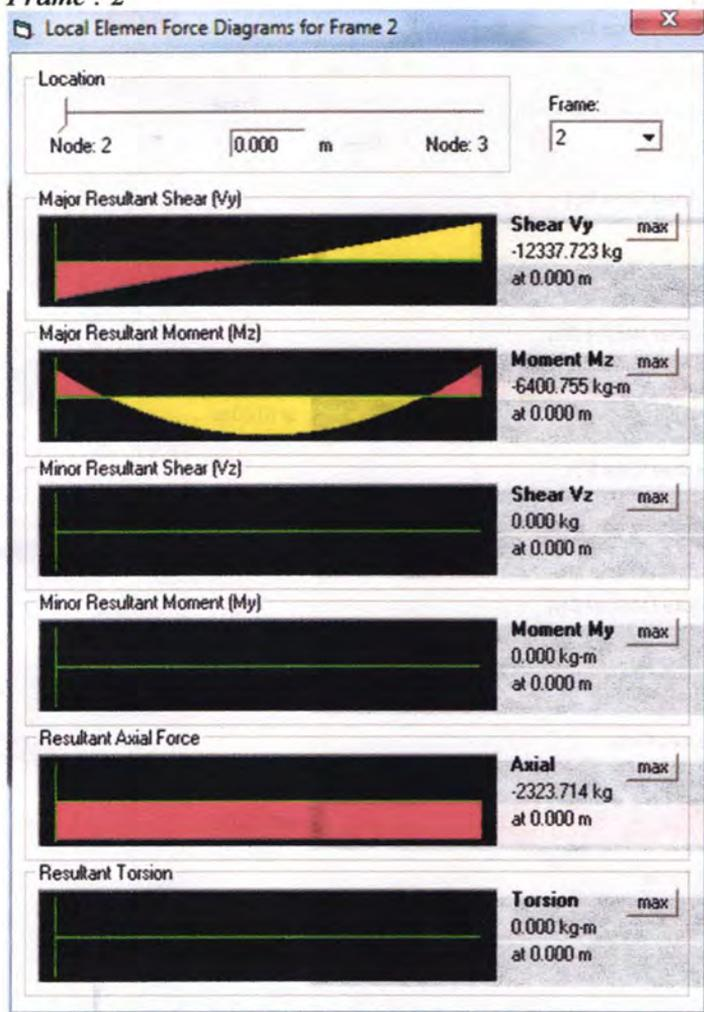 Frame : 2
Local Elemen Force Diagrams for Frame 2
X
Location
Node: 2
0.000 m
Node: 3
Frame:
2
Major Resultant Shear (Vy)
Shear Vy max
-12337.723 kg
at 0.000 m
Major Resultant Moment (Mz)
Moment Mz max
-6400.755 kg-m
at 0.000 m
Minor Resultant Shear (Vz)
Shear Vz max
0.000 kg
at 0.000 m
Minor Resultant Moment (My)
Moment My max
0.000 kg-m
at 0.000 m
Resultant Axial Force
Axial max
-2323.714 kg
at 0.000 m
Resultant Torsion
Torsion max
0.000 kg-m
at 0.000 m